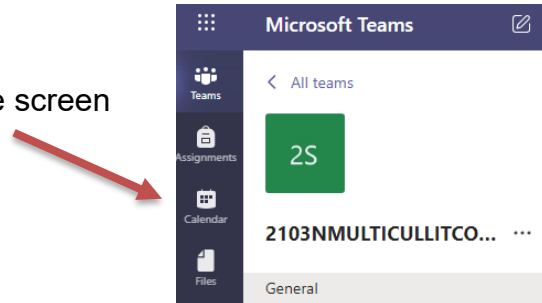 Microsoft Teams
Teams
All teams
screen
Assignments
2S
Calendar
2103NMULTICULLITCO... ...
Files
General